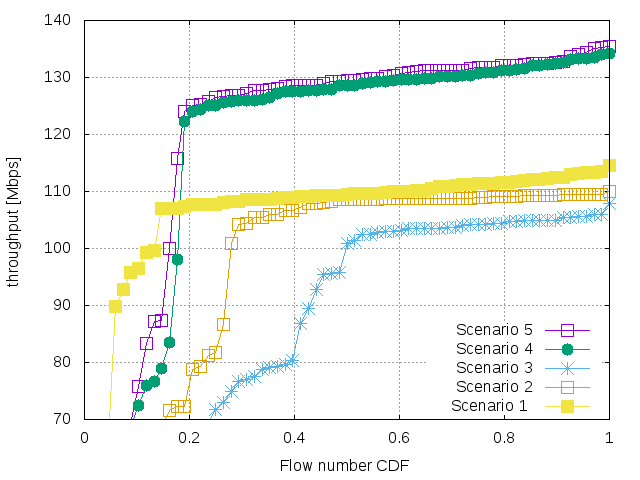 140
130
120
110
100
90
80
70
throughput [Mbps]
Scenario 5
Scenario 4
Scenario 3
Scenario 2
Scenario 1
0 0.2 0.4 0.6 0.8 1
Flow number CDF